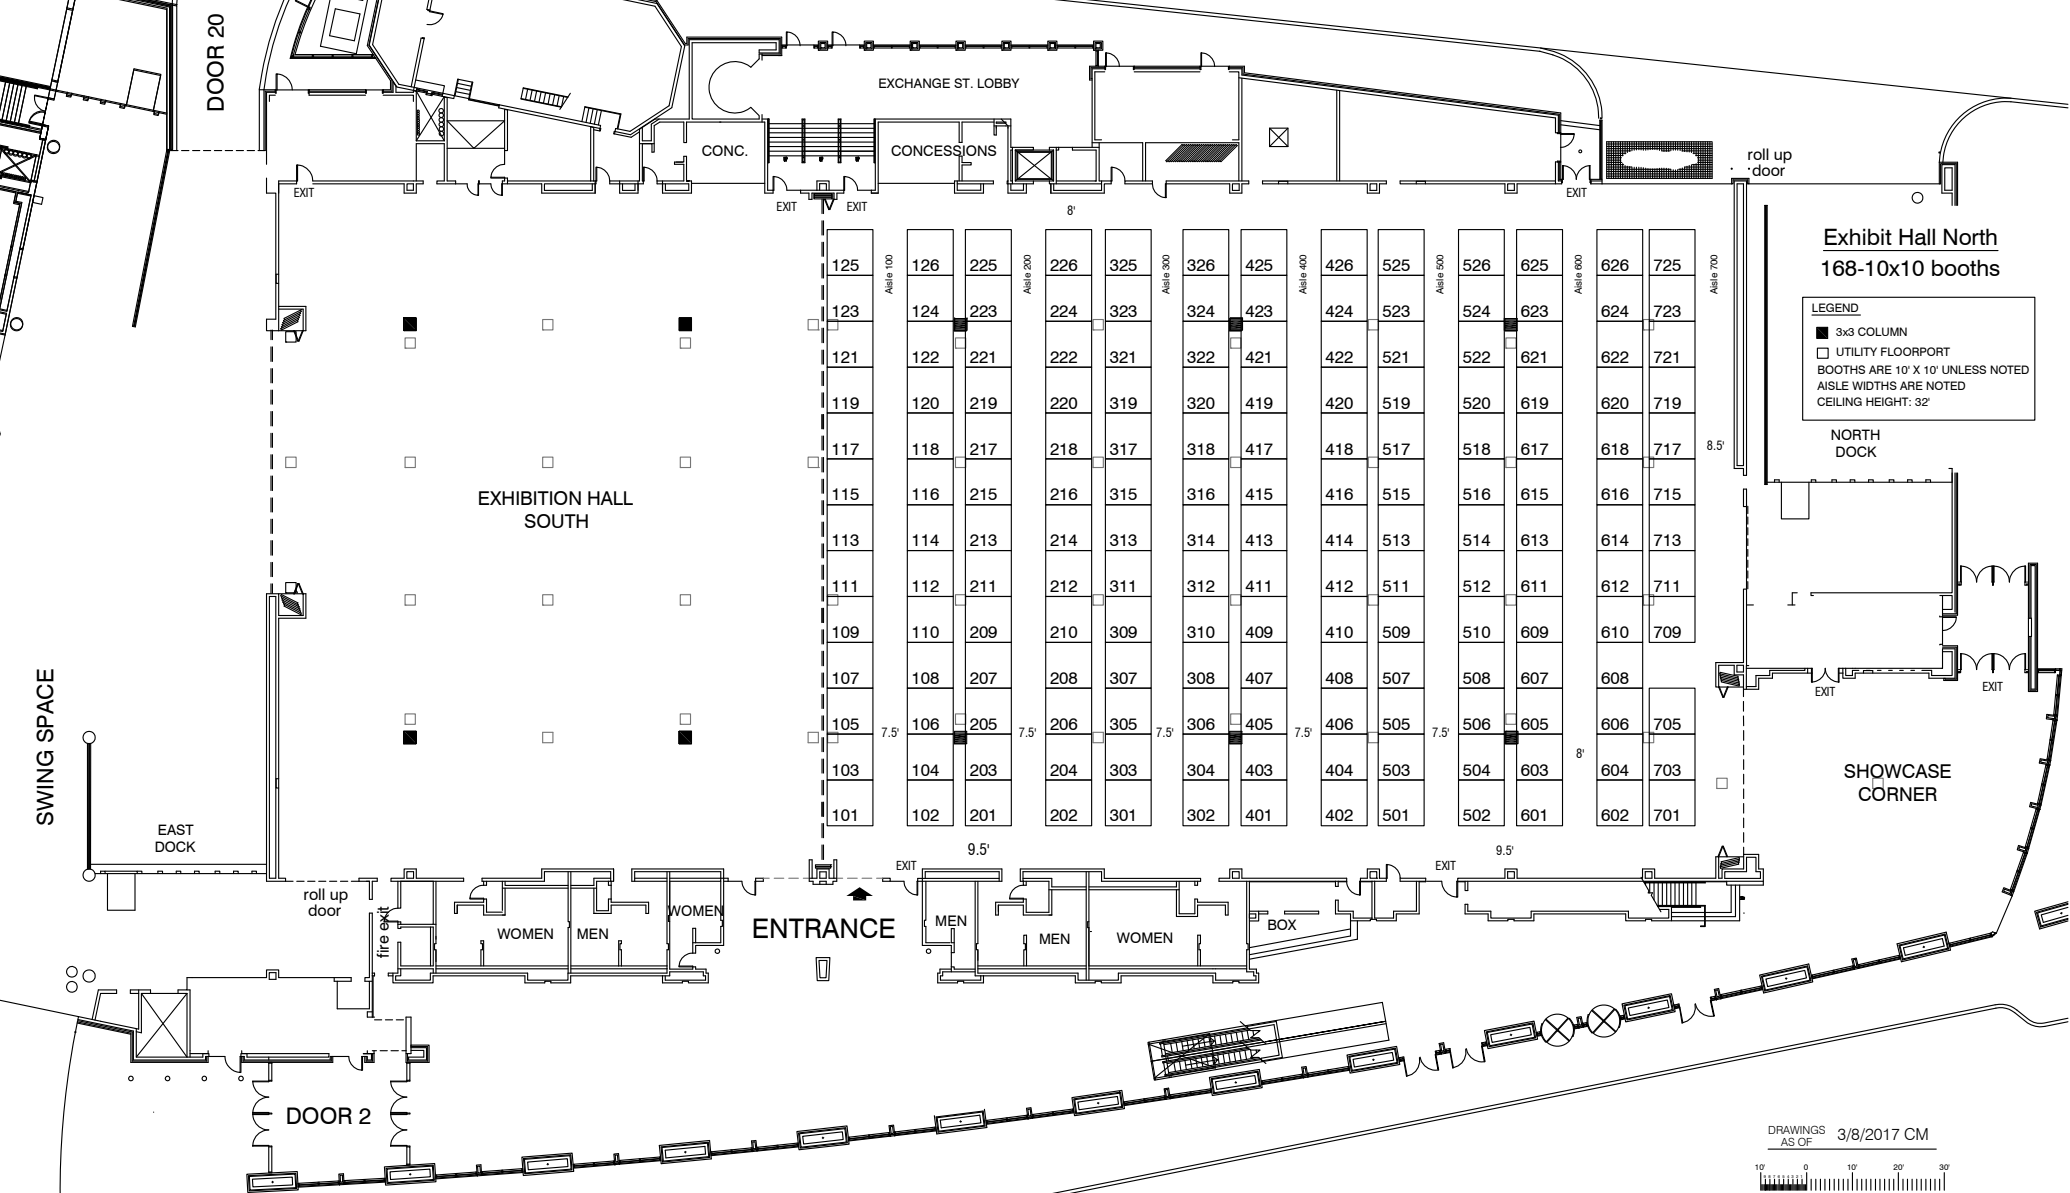 DOOR 20
EXCHANGE ST. LOBBY
CONC.
CONCESSIONS
roll up
door
EXIT
EXIT
EXIT
EXIT
8'
Exhibit Hall North
168-10x10 booths
LEGEND
3x3 COLUMN
UTILITY FLOORPORT
BOOTHS ARE 10' X 10' UNLESS NOTED
AISLE WIDTHS ARE NOTED
CEILING HEIGHT: 32'
NORTH
DOCK
Aisle 100
Aisle 200
Aisle 300
Aisle 400
Aisle 500
Aisle 600
Aisle 700
125 126 225 226 325 326 425 426 525 526 625 626 725
123 124 223 224 323 324 423 424 523 524 623 624 723
121 122 221 222 321 322 421 422 521 522 621 622 721
119 120 219 220 319 320 419 420 519 520 619 620 719
117 118 217 218 317 318 417 418 517 518 617 618 717
8.5'
115 116 215 216 315 316 415 416 515 516 615 616 715
113 114 213 214 313 314 413 414 513 514 613 614 713
111 112 211 212 311 312 411 412 511 512 611 612 711
109 110 209 210 309 310 409 410 509 510 609 610 709
107 108 207 208 307 308 407 408 507 508 607 608
105 106 205 206 305 306 405 406 505 506 605 606 705
7.5' 7.5' 7.5' 7.5' 7.5' 8'
103 104 203 204 303 304 403 404 503 504 603 604 703
101 102 201 202 301 302 401 402 501 502 601 602 701
EXHIBITION HALL
SOUTH
EXIT
EXIT
SWING SPACE
SHOWCASE
CORNER
EAST
DOCK
9.5'
9.5'
EXIT
EXIT
roll up
door
fire exit
WOMEN
MEN
WOMEN
ENTRANCE
MEN
MEN
WOMEN
BOX
DOOR 2
DRAWINGS
AS OF
3/8/2017 CM
10' 0 10' 20' 30'